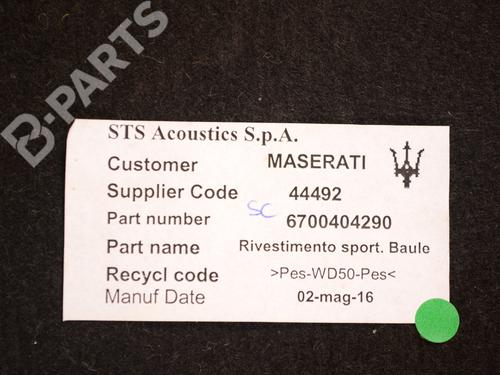 B-PARTS
STS Acoustics S.p.A.
Customer MASERATI
Supplier Code 44492
SC
Part number 6700404290
Part name Rivestimento sport. Baule
Recycl code >Pes-WD50-Pes<
Manuf Date 02-mag-16